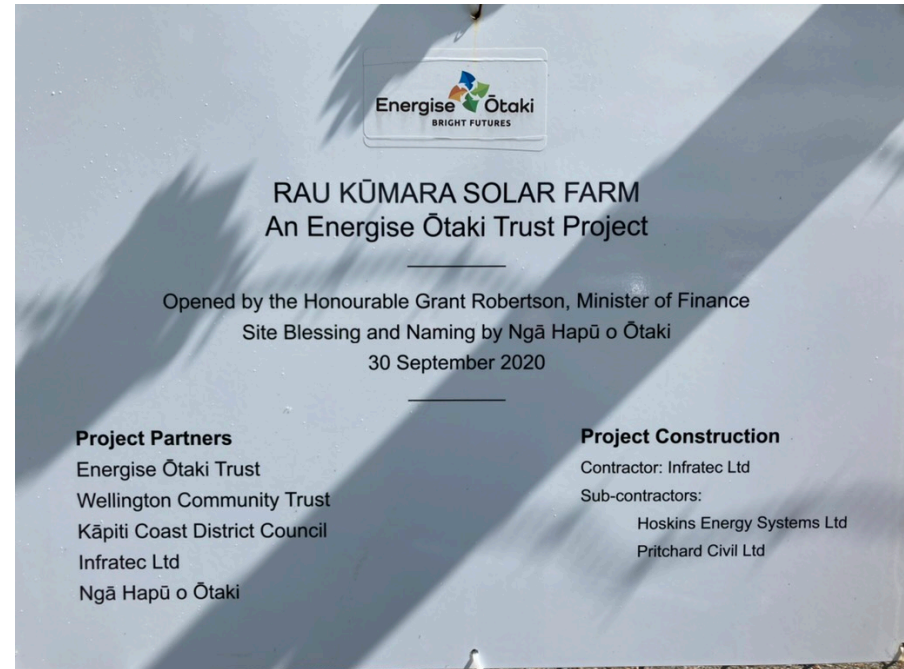 Energise Ōtaki
BRIGHT FUTURES
RAU KŪMARA SOLAR FARM
An Energise Ōtaki Trust Project
Opened by the Honourable Grant Robertson, Minister of Finance
Site Blessing and Naming by Ngā Hapū o Ōtaki
30 September 2020
Project Partners
Energise Ōtaki Trust
Wellington Community Trust
Kāpiti Coast District Council
Infratec Ltd
Ngā Hapū o Ōtaki
Project Construction
Contractor: Infratec Ltd
Sub-contractors:
Hoskins Energy Systems Ltd
Pritchard Civil Ltd